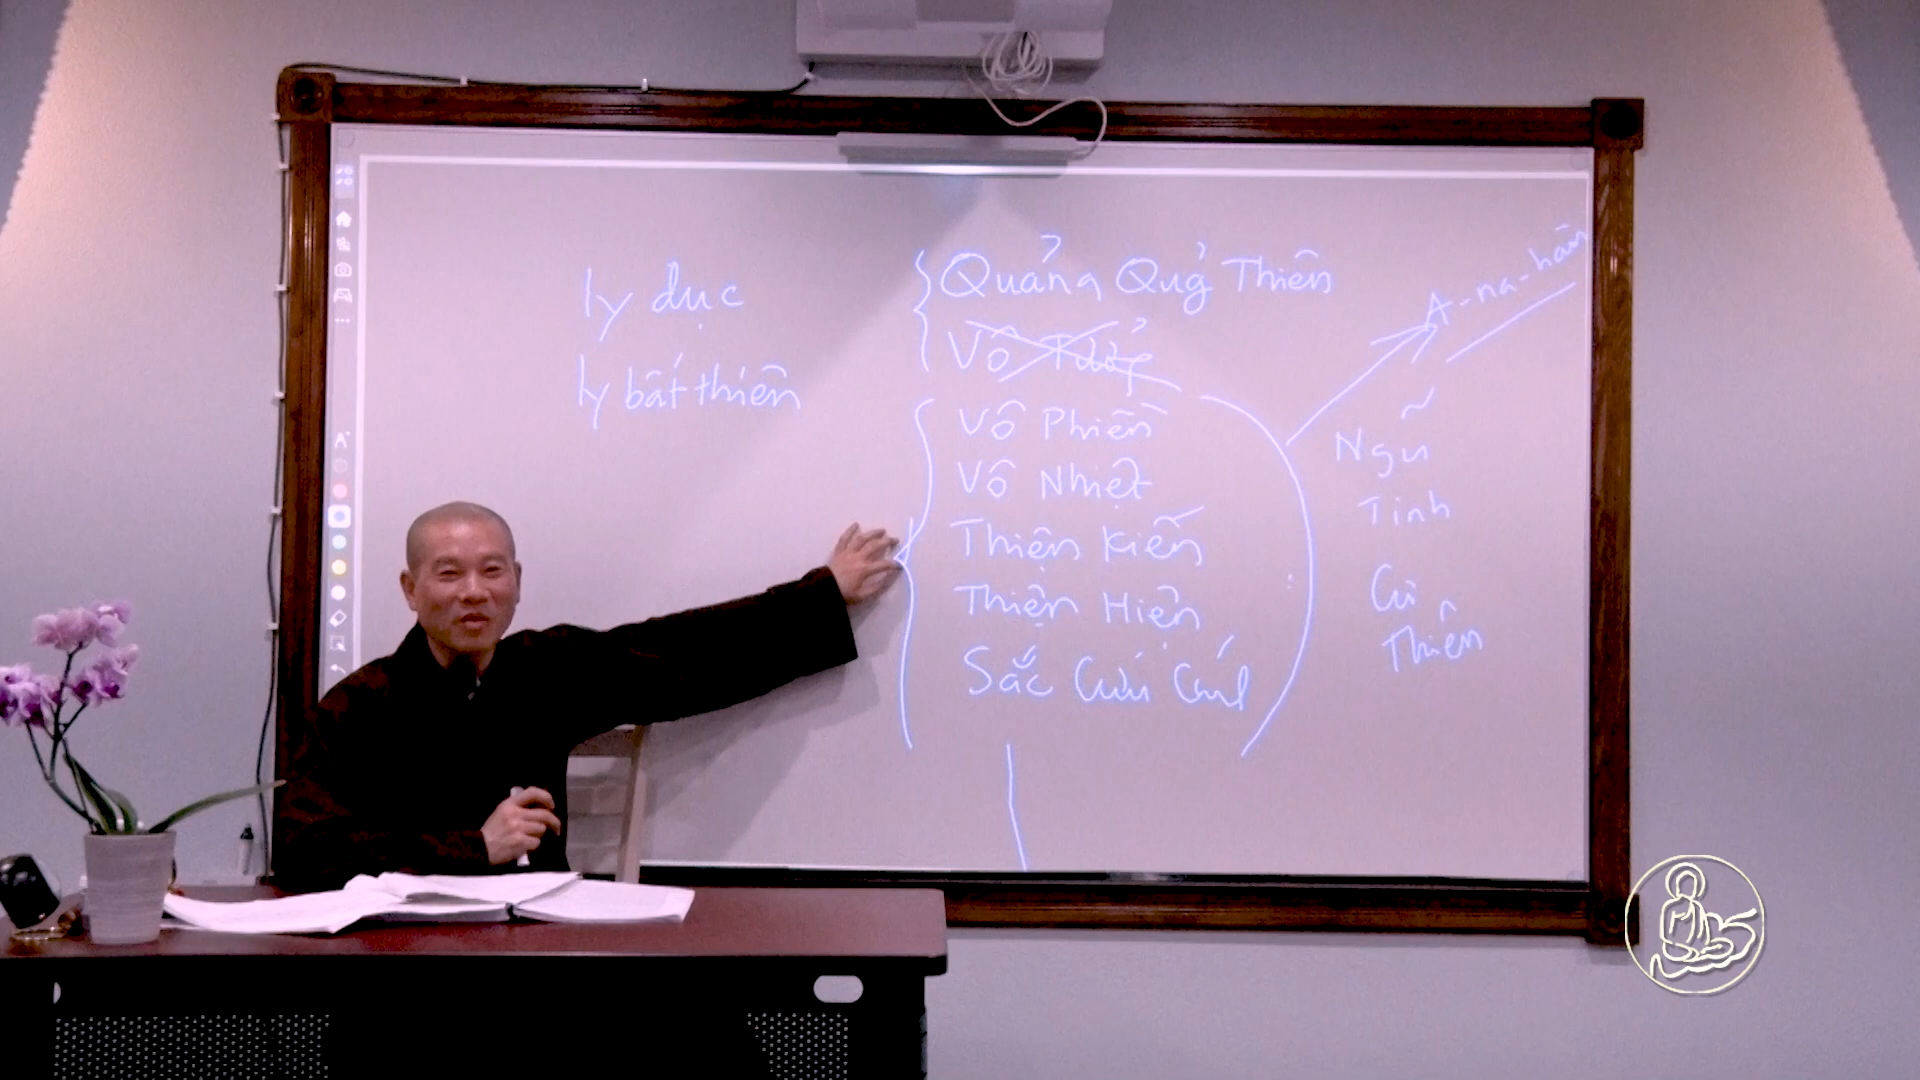 ly dục
ly bất thiện
Quảng Quả Thiên
Vô Tưởng
Vô Phiền
Vô Nhiệt
Thiện Kiến
Thiện Hiện
Sắc Cứu Cánh
A-na-hàm
Ngũ
Tịnh
Cư
Thiên